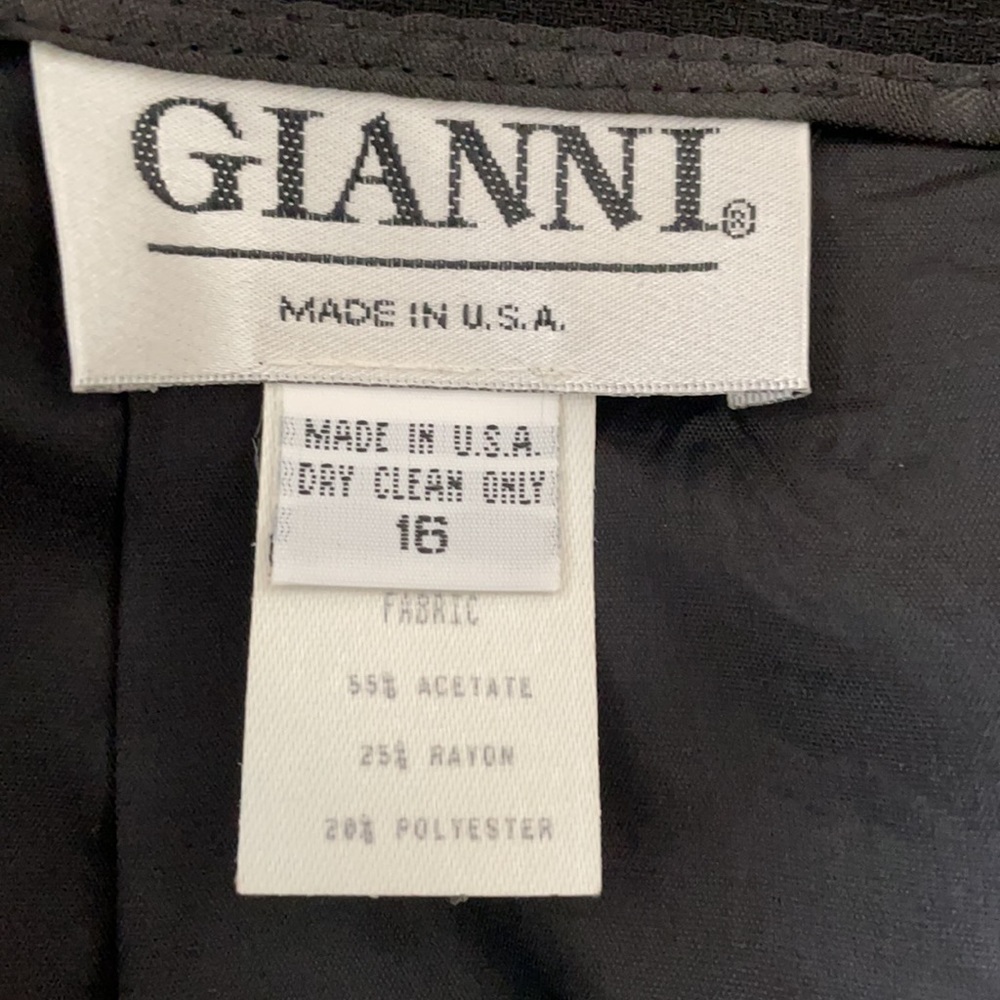 GIANNI®
MADE IN U.S.A.
MADE IN U.S.A.
DRY CLEAN ONLY
16
FABRIC
55% ACETATE
25% RAYON
20% POLYESTER